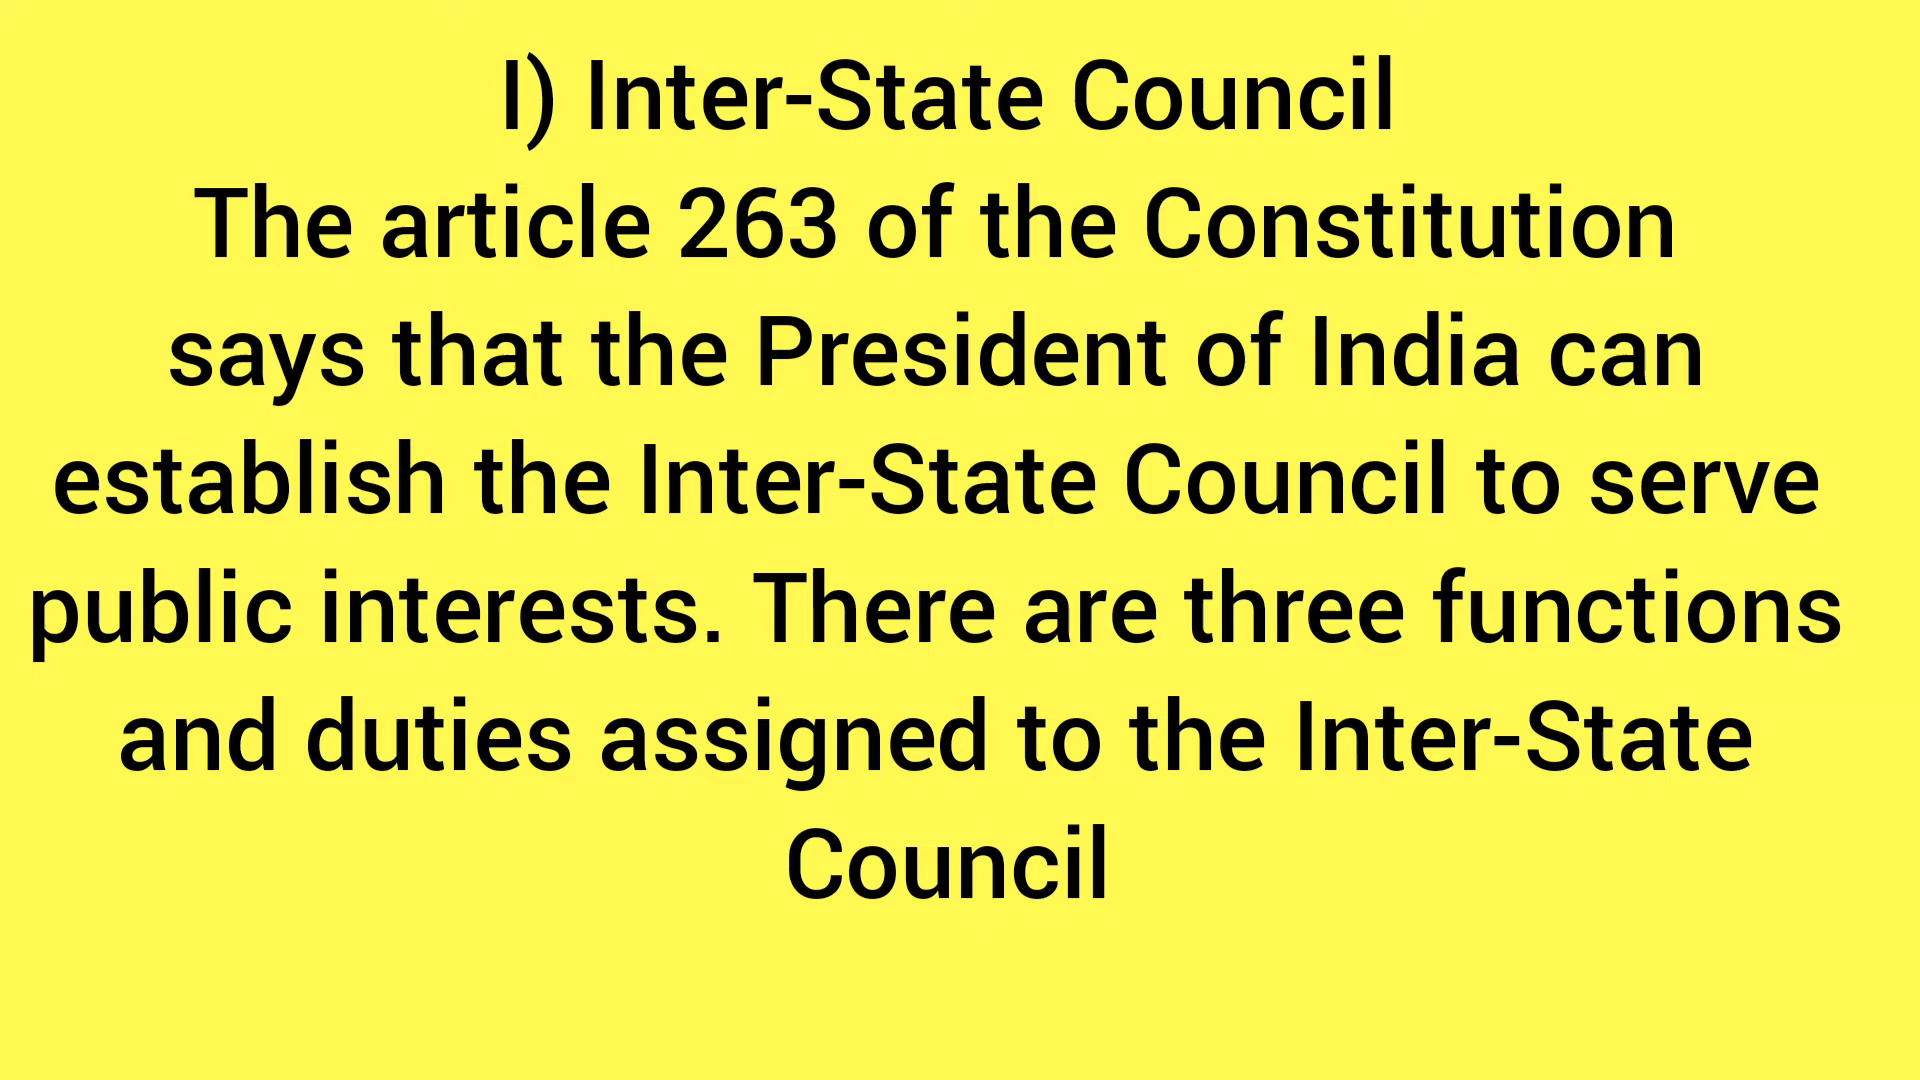 I) Inter-State Council
The article 263 of the Constitution
says that the President of India can
establish the Inter-State Council to serve
public interests. There are three functions
and duties assigned to the Inter-State
Council